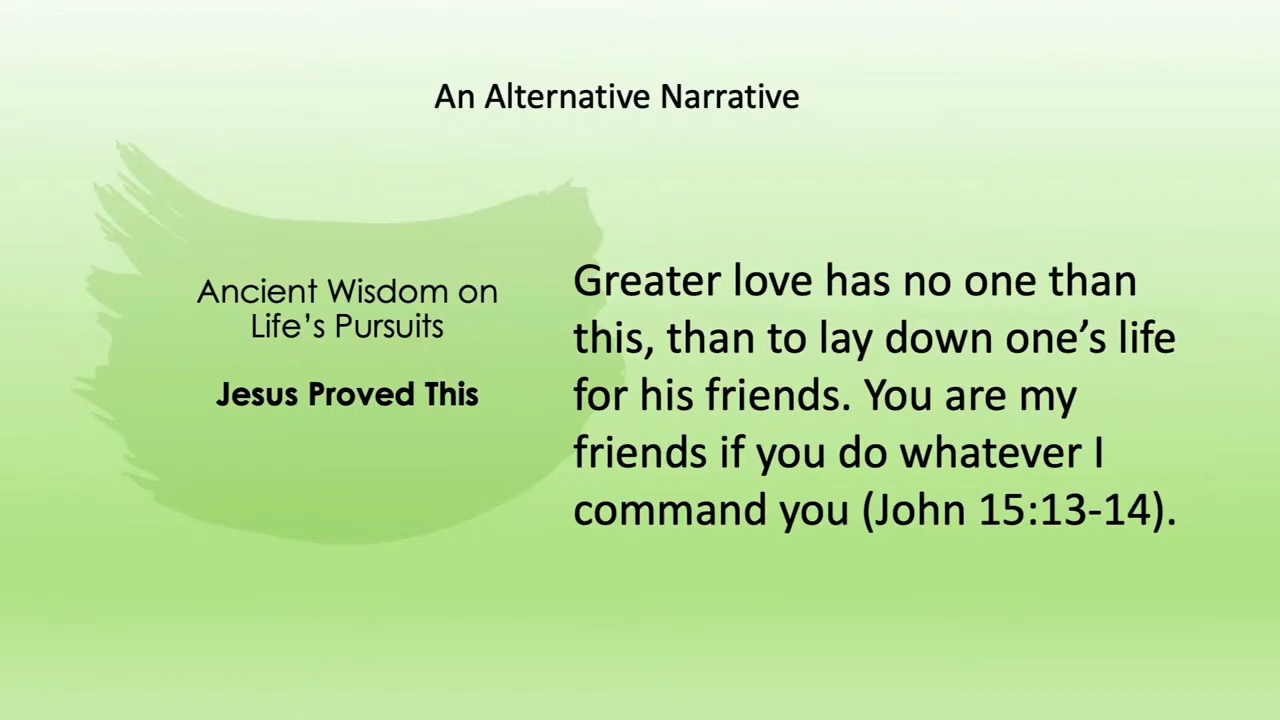 An Alternative Narrative
Ancient Wisdom on
Life’s Pursuits
Jesus Proved This
Greater love has no one than
this, than to lay down one’s life
for his friends. You are my
friends if you do whatever I
command you (John 15:13-14).